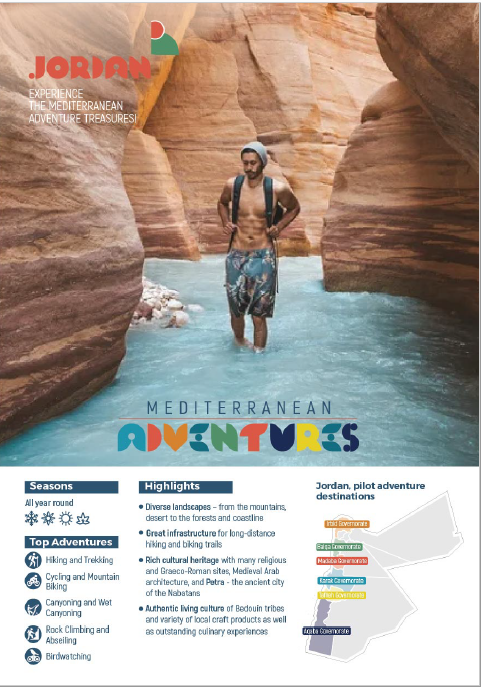 JORDAN
EXPERIENCE
THE MEDITERRANEAN
ADVENTURE TREASURES!
MEDITERRANEAN
ADVENTURES
Seasons
All year round
Top Adventures
Hiking and Trekking
Cycling and Mountain
Biking
Canyoning and Wet
Canyoning
Rock Climbing and
Abseiling
Birdwatching
Highlights
• Diverse landscapes – from the mountains,
desert to the forests and coastline
• Great infrastructure for long-distance
hiking and biking trails
• Rich cultural heritage with many religious
and Graeco-Roman sites, Medieval Arab
architecture, and Petra – the ancient city
of the Nabatans
• Authentic living culture of Bedouin tribes
and variety of local craft products as well
as outstanding culinary experiences
Jordan, pilot adventure
destinations
Irbid Governorate
Balqa Governorate
Madaba Governorate
Karak Governorate
Tafilah Governorate
Aqaba Governorate